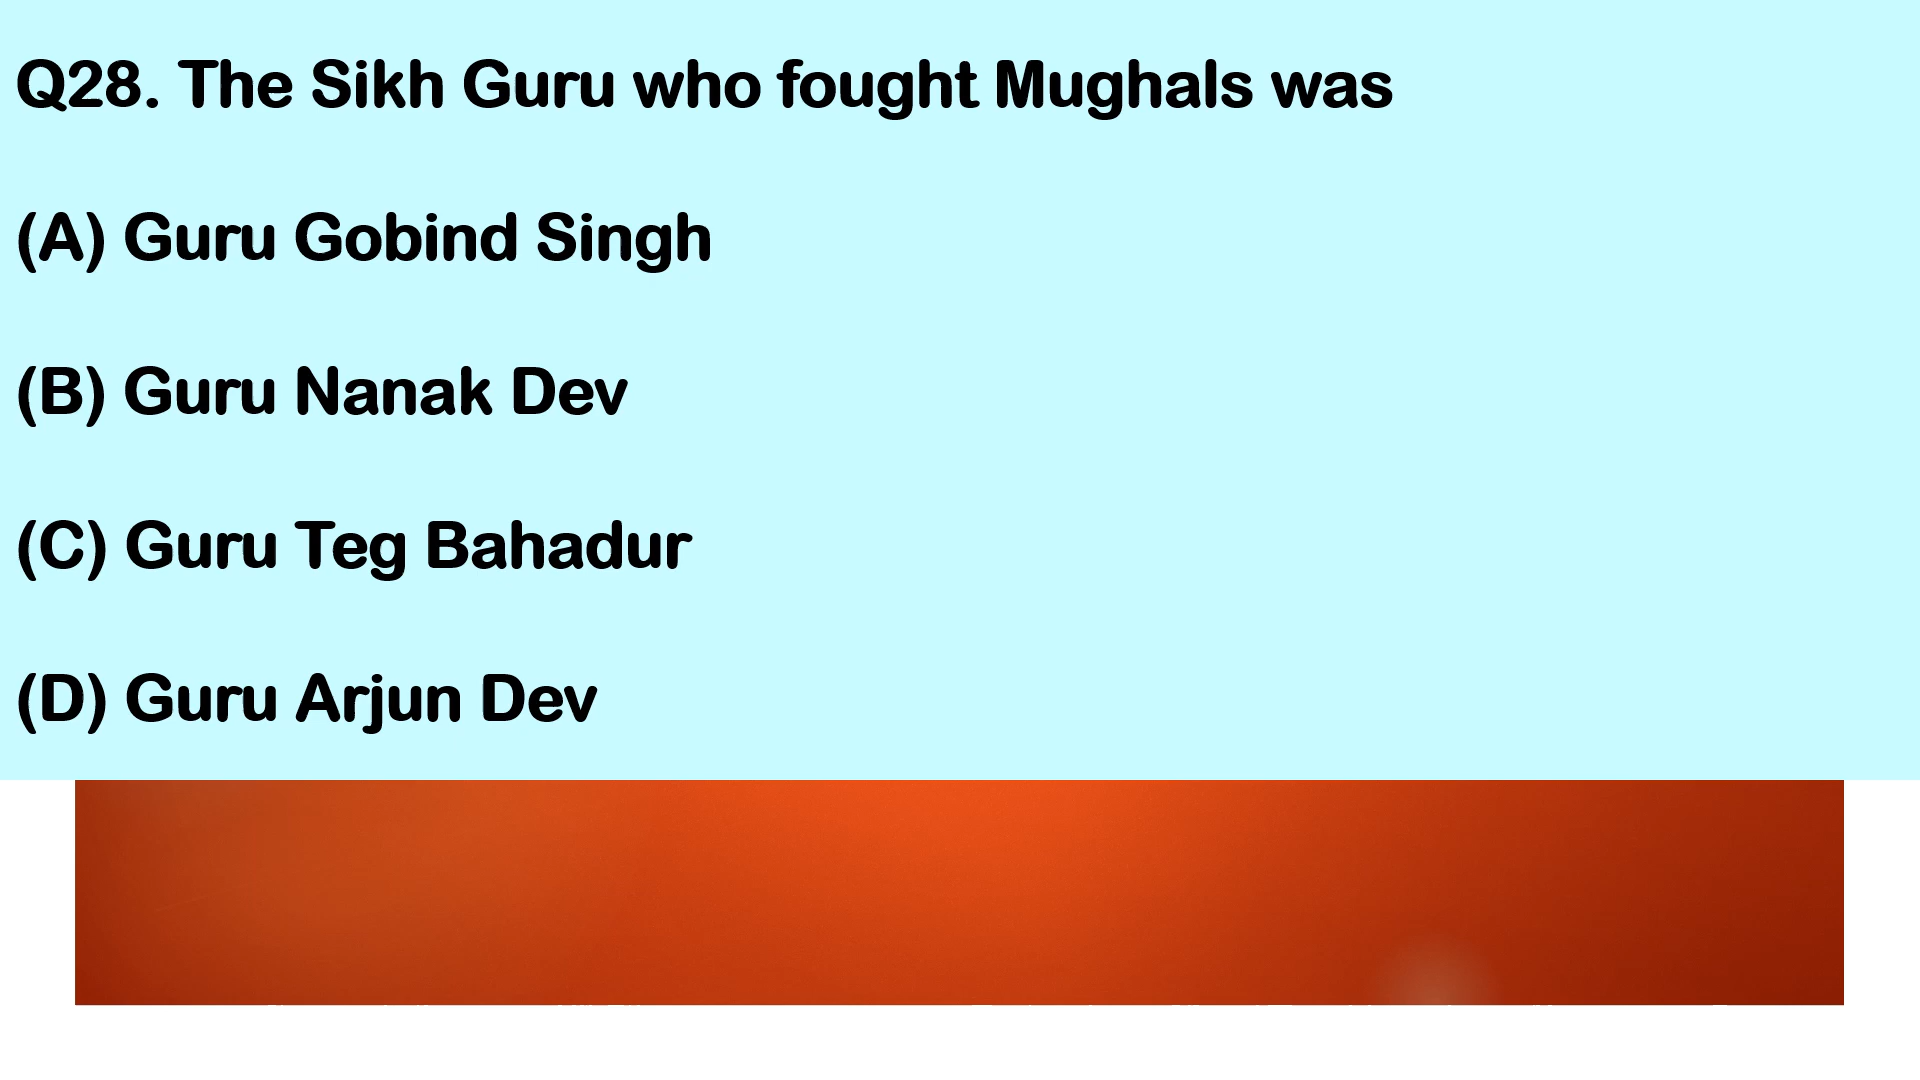 Q28. The Sikh Guru who fought Mughals was
(A) Guru Gobind Singh
(B) Guru Nanak Dev
(C) Guru Teg Bahadur
(D) Guru Arjun Dev